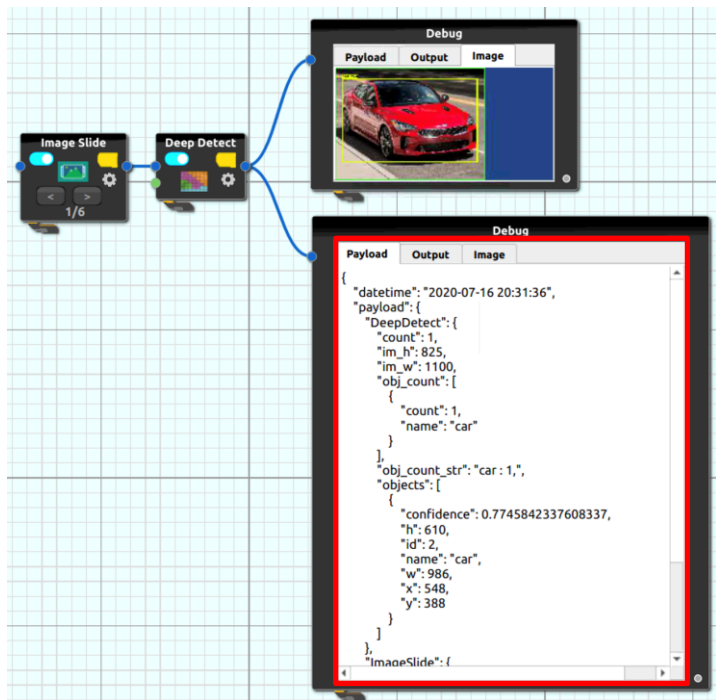 Debug
Payload Output Image
Image Slide
Deep Detect
< >
1/6
Debug
Payload Output Image
{
"datetime": "2020-07-16 20:31:36",
"payload": {
"DeepDetect": {
"count": 1,
"im_h": 825,
"im_w": 1100,
"obj_count": [
{
"count": 1,
"name": "car"
}
],
"obj_count_str": "car : 1,",
"objects": [
{
"confidence": 0.7745842337608337,
"h": 610,
"id": 2,
"name": "car",
"w": 986,
"x": 548,
"y": 388
}
]
},
"ImageSlide": {